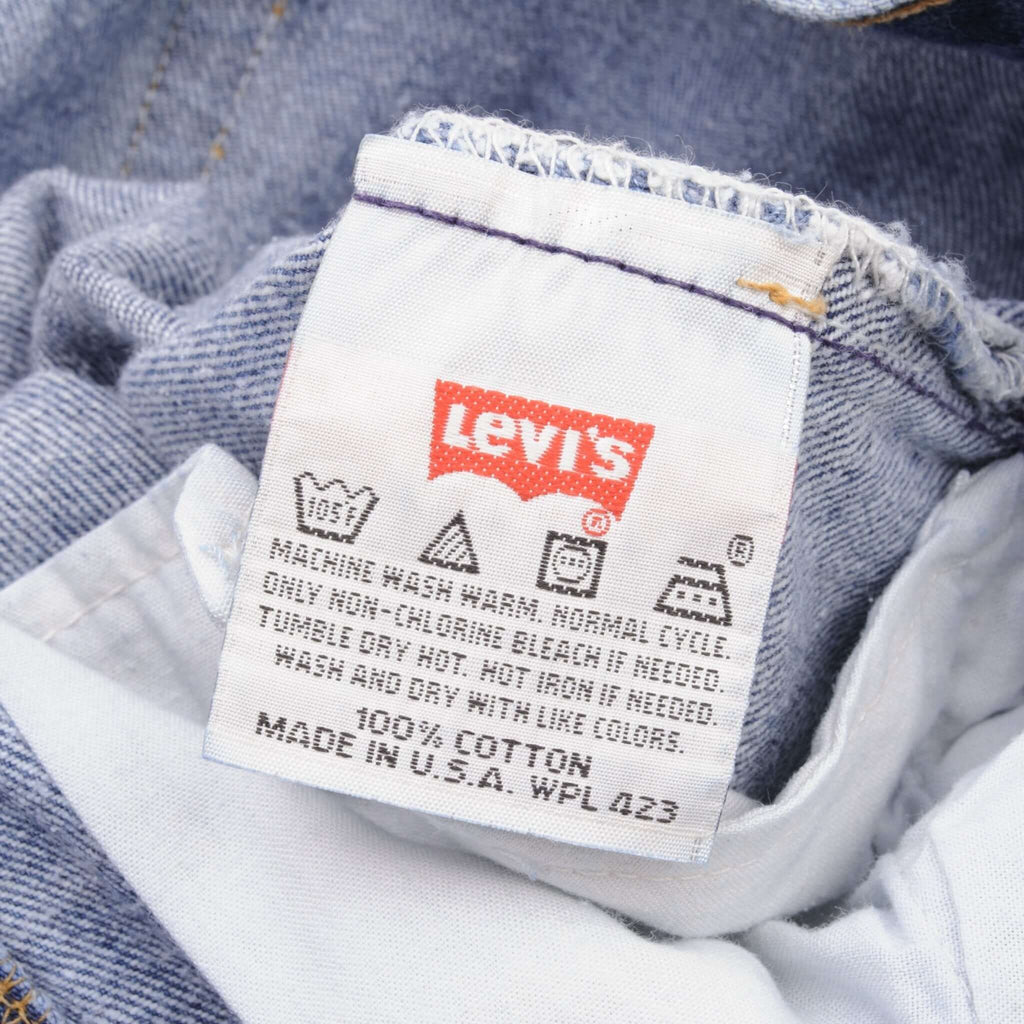 Levi's
®
105F
®
MACHINE WASH WARM. NORMAL CYCLE.
ONLY NON-CHLORINE BLEACH IF NEEDED.
TUMBLE DRY HOT. HOT IRON IF NEEDED.
WASH AND DRY WITH LIKE COLORS.
100% COTTON
MADE IN U.S.A. WPL 423